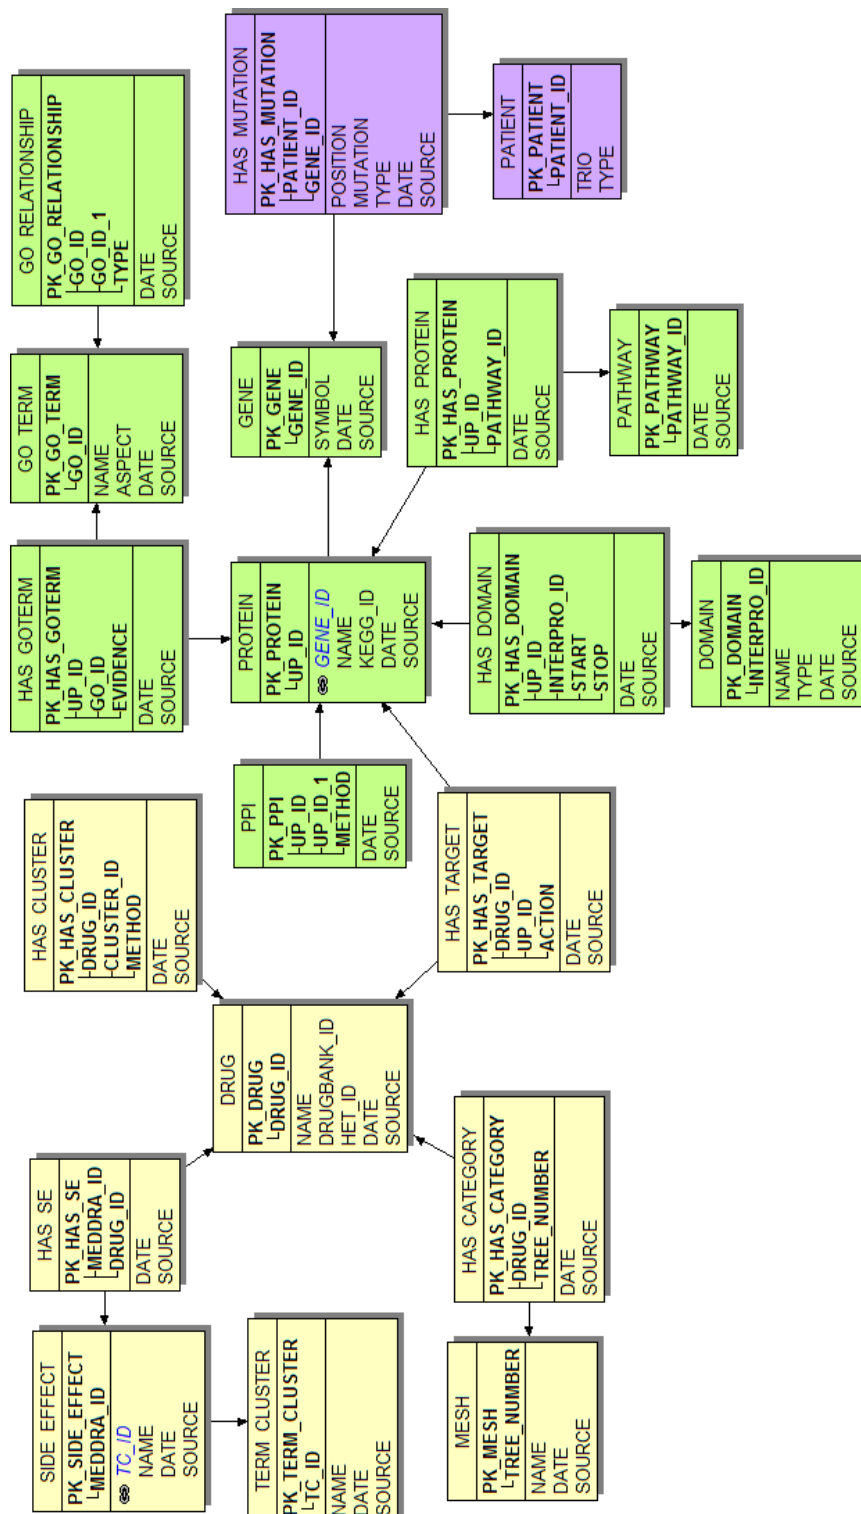 SIDE EFFECT
PK_SIDE_EFFECT
MEDDRA_ID
TC_ID
NAME
DATE
SOURCE
HAS SE
PK_HAS_SE
MEDDRA_ID
DRUG_ID
DATE
SOURCE
HAS CLUSTER
PK_HAS_CLUSTER
DRUG_ID
CLUSTER_ID
METHOD
DATE
SOURCE
HAS GOTERM
PK_HAS_GOTERM
UP_ID
GO_ID
EVIDENCE
DATE
SOURCE
GO TERM
PK_GO_TERM
GO_ID
NAME
ASPECT
DATE
SOURCE
GO RELATIONSHIP
PK_GO_RELATIONSHIP
GO_ID
GO_ID_1
TYPE
DATE
SOURCE
TERM CLUSTER
PK_TERM_CLUSTER
TC_ID
NAME
DATE
SOURCE
DRUG
PK_DRUG
DRUG_ID
NAME
DRUGBANK_ID
HET_ID
DATE
SOURCE
PPI
PK_PPI
UP_ID
UP_ID_1
METHOD
DATE
SOURCE
PROTEIN
PK_PROTEIN
UP_ID
GENE_ID
NAME
KEGG_ID
DATE
SOURCE
GENE
PK_GENE
GENE_ID
SYMBOL
DATE
SOURCE
HAS MUTATION
PK_HAS_MUTATION
PATIENT_ID
GENE_ID
POSITION
MUTATION
TYPE
DATE
SOURCE
MESH
PK_MESH
TREE_NUMBER
NAME
DATE
SOURCE
HAS CATEGORY
PK_HAS_CATEGORY
DRUG_ID
TREE_NUMBER
DATE
SOURCE
HAS TARGET
PK_HAS_TARGET
DRUG_ID
UP_ID
ACTION
DATE
SOURCE
HAS DOMAIN
PK_HAS_DOMAIN
UP_ID
INTERPRO_ID
START
STOP
DATE
SOURCE
HAS PROTEIN
PK_HAS_PROTEIN
UP_ID
PATHWAY_ID
DATE
SOURCE
PATIENT
PK_PATIENT
PATIENT_ID
TRIO
TYPE
DOMAIN
PK_DOMAIN
INTERPRO_ID
NAME
TYPE
DATE
SOURCE
PATHWAY
PK_PATHWAY
PATHWAY_ID
DATE
SOURCE